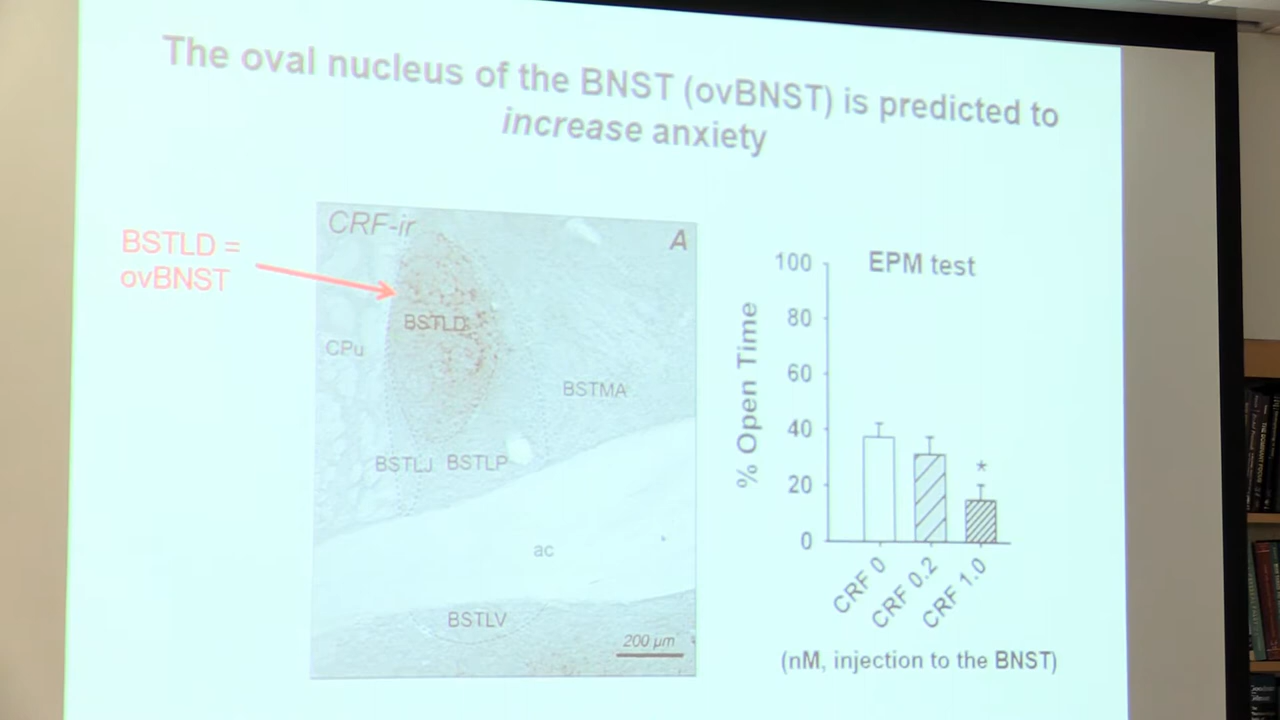 The oval nucleus of the BNST (ovBNST) is predicted to
increase anxiety
BSTLD =
ovBNST
CRF-ir
A
BSTLD
CPu
BSTMA
BSTLJ BSTLP
ac
BSTLV
200 µm
EPM test
% Open Time
100
80
60
40
20
0
*
CRF 0
CRF 0.2
CRF 1.0
(nM, injection to the BNST)